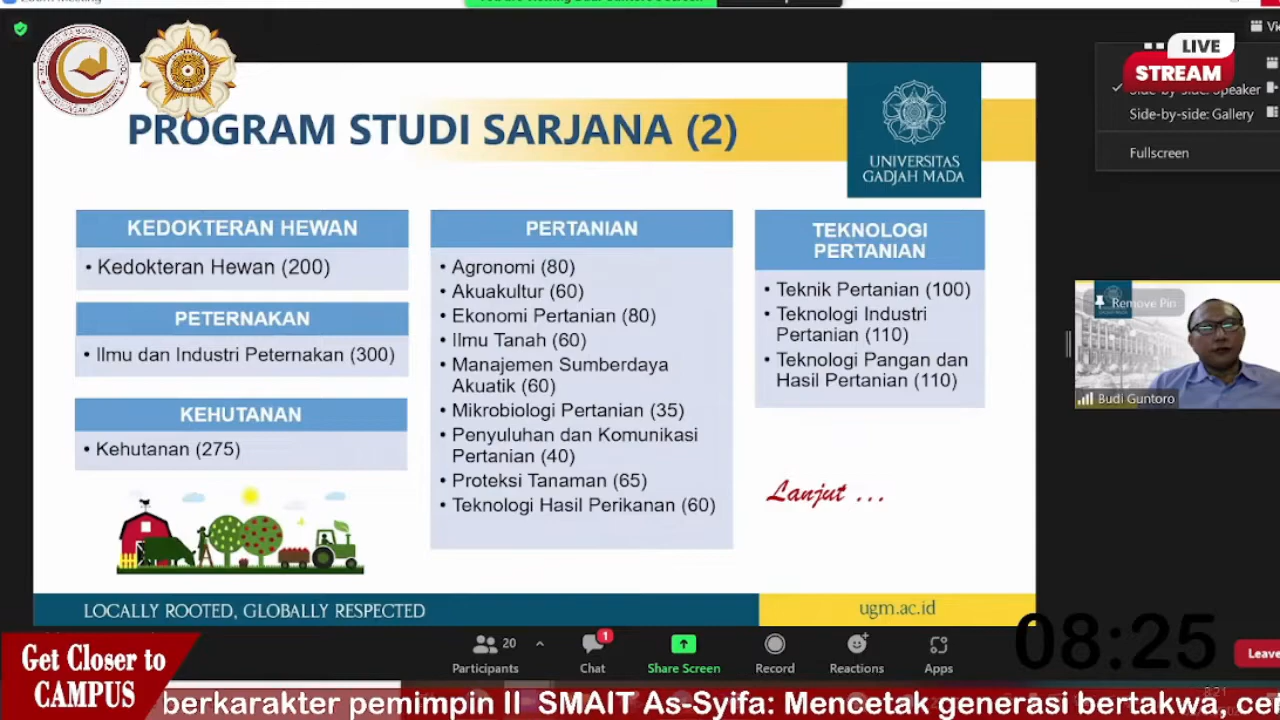 LIVE
STREAM
Side-by-side: Speaker
Side-by-side: Gallery
Fullscreen
PROGRAM STUDI SARJANA (2)
UNIVERSITAS
GADJAH MADA
KEDOKTERAN HEWAN
• Kedokteran Hewan (200)
PETERNAKAN
• Ilmu dan Industri Peternakan (300)
KEHUTANAN
• Kehutanan (275)
PERTANIAN
• Agronomi (80)
• Akuakultur (60)
• Ekonomi Pertanian (80)
• Ilmu Tanah (60)
• Manajemen Sumberdaya
Akuatik (60)
• Mikrobiologi Pertanian (35)
• Penyuluhan dan Komunikasi
Pertanian (40)
• Proteksi Tanaman (65)
• Teknologi Hasil Perikanan (60)
TEKNOLOGI
PERTANIAN
• Teknik Pertanian (100)
• Teknologi Industri
Pertanian (110)
• Teknologi Pangan dan
Hasil Pertanian (110)
Lanjut ...
Remove Pin
Budi Guntoro
LOCALLY ROOTED, GLOBALLY RESPECTED
ugm.ac.id
08:25
20
1
Participants
Chat
Share Screen
Record
Reactions
Apps
Leave
Get Closer to
CAMPUS
berkarakter pemimpin II SMAIT As-Syifa: Mencetak generasi bertakwa, cer